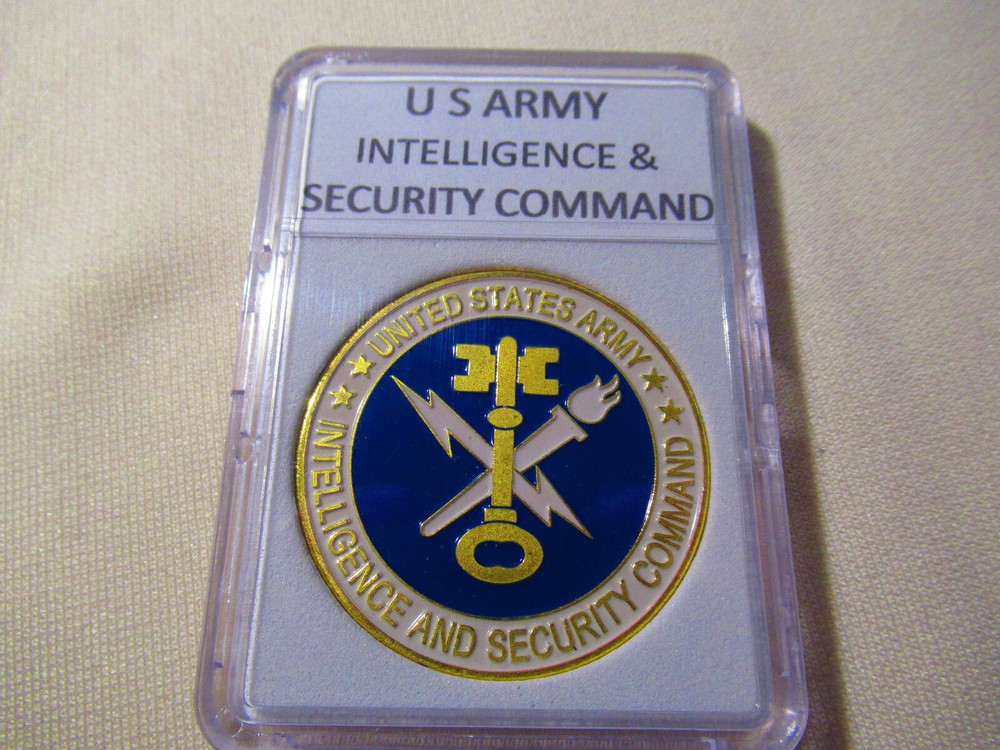 U S ARMY
INTELLIGENCE &
SECURITY COMMAND
UNITED STATES ARMY
INTELLIGENCE AND SECURITY COMMAND